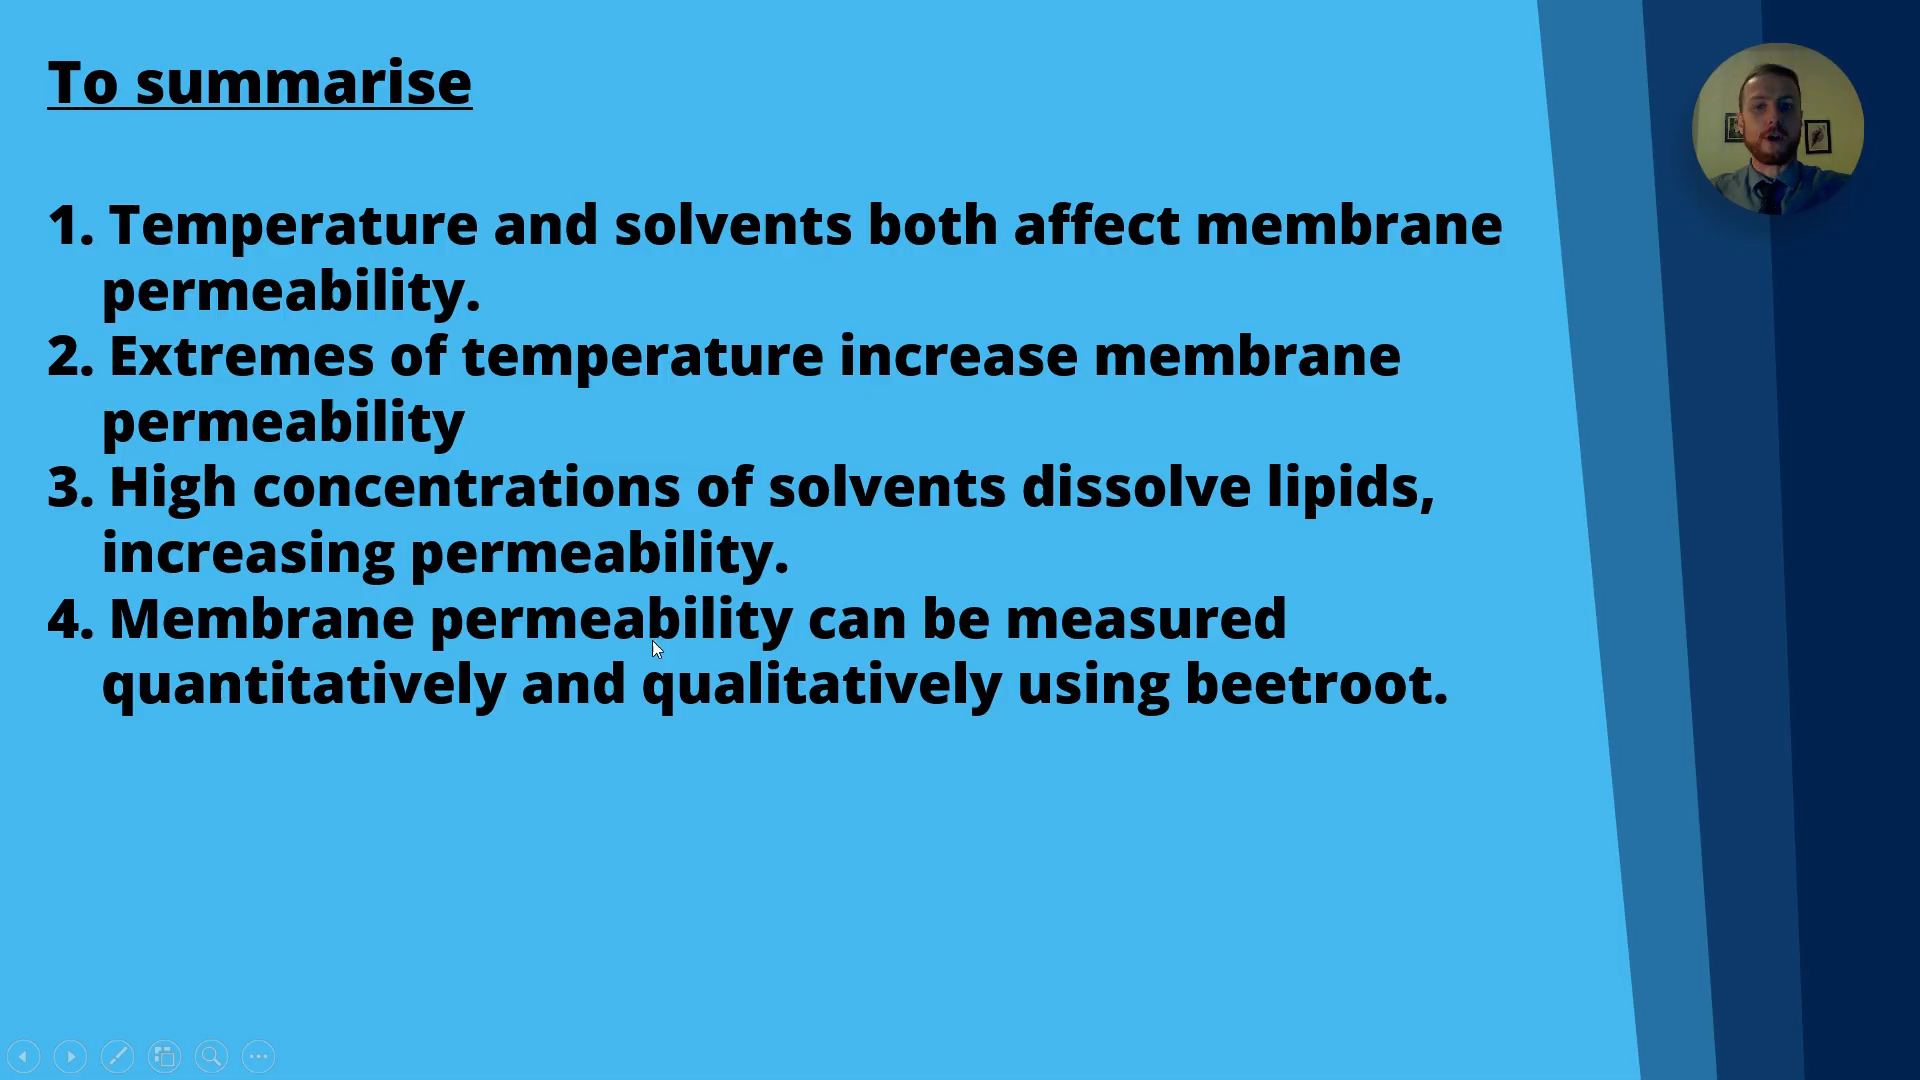 To summarise
1. Temperature and solvents both affect membrane
permeability.
2. Extremes of temperature increase membrane
permeability
3. High concentrations of solvents dissolve lipids,
increasing permeability.
4. Membrane permeability can be measured
quantitatively and qualitatively using beetroot.